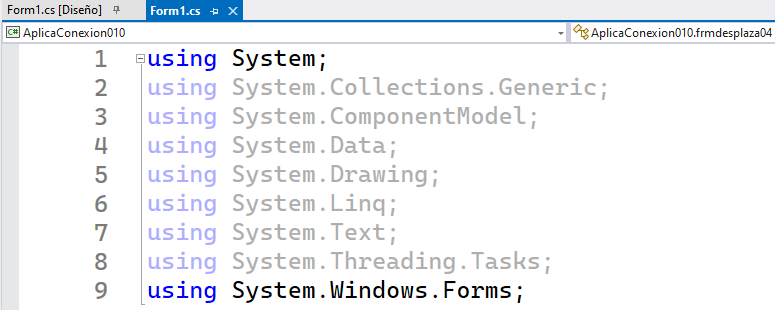 Form1.cs [Diseño] Form1.cs
AplicaConexion010 AplicaConexion010.frmdesplaza04
1 using System;
2 using System.Collections.Generic;
3 using System.ComponentModel;
4 using System.Data;
5 using System.Drawing;
6 using System.Linq;
7 using System.Text;
8 using System.Threading.Tasks;
9 using System.Windows.Forms;